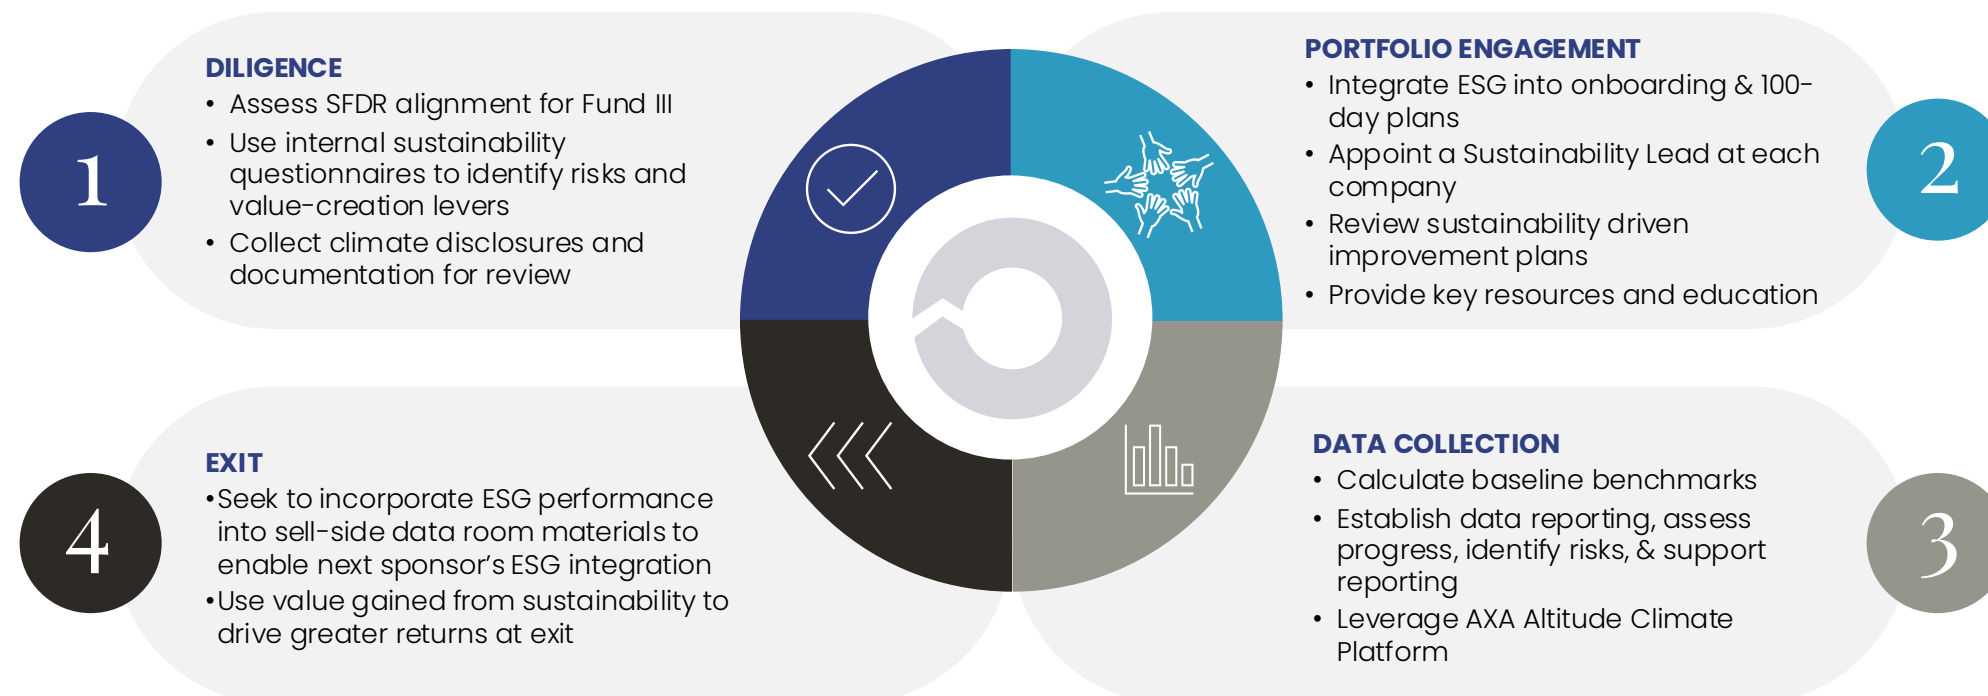 1
DILIGENCE
• Assess SFDR alignment for Fund III
• Use internal sustainability
questionnaires to identify risks and
value-creation levers
• Collect climate disclosures and
documentation for review
2
PORTFOLIO ENGAGEMENT
• Integrate ESG into onboarding & 100-
day plans
• Appoint a Sustainability Lead at each
company
• Review sustainability driven
improvement plans
• Provide key resources and education
3
DATA COLLECTION
• Calculate baseline benchmarks
• Establish data reporting, assess
progress, identify risks, & support
reporting
• Leverage AXA Altitude Climate
Platform
4
EXIT
•Seek to incorporate ESG performance
into sell-side data room materials to
enable next sponsor’s ESG integration
•Use value gained from sustainability to
drive greater returns at exit